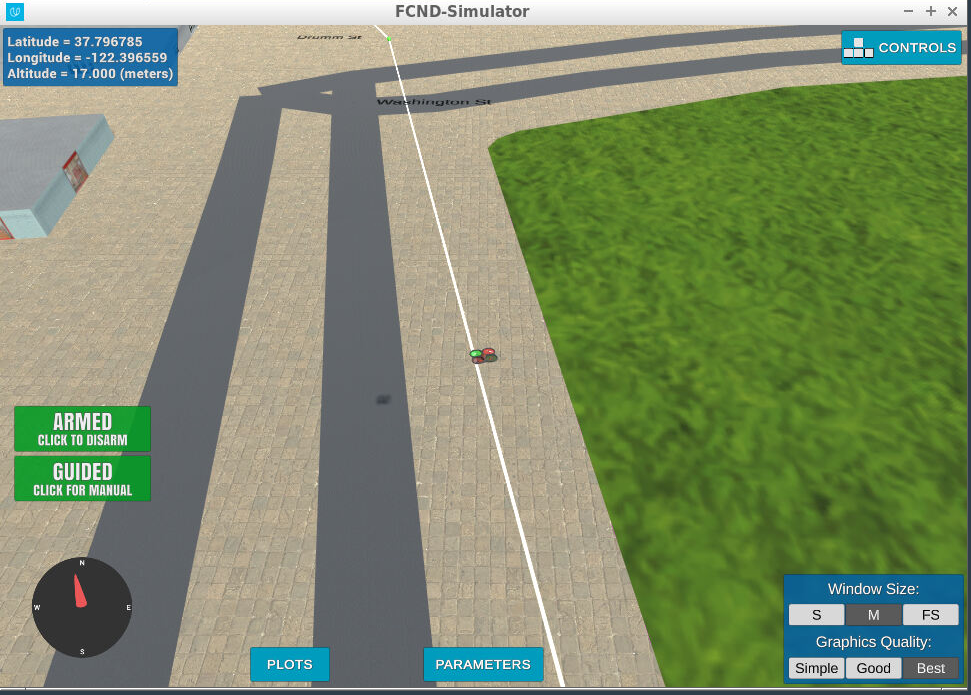 FCND-Simulator
Latitude = 37.796785
Longitude = -122.396559
Altitude = 17.000 (meters)
Drumm St
CONTROLS
Washington St
ARMED
CLICK TO DISARM
GUIDED
CLICK FOR MANUAL
N
W
E
S
PLOTS
PARAMETERS
Window Size:
S M FS
Graphics Quality:
Simple Good Best